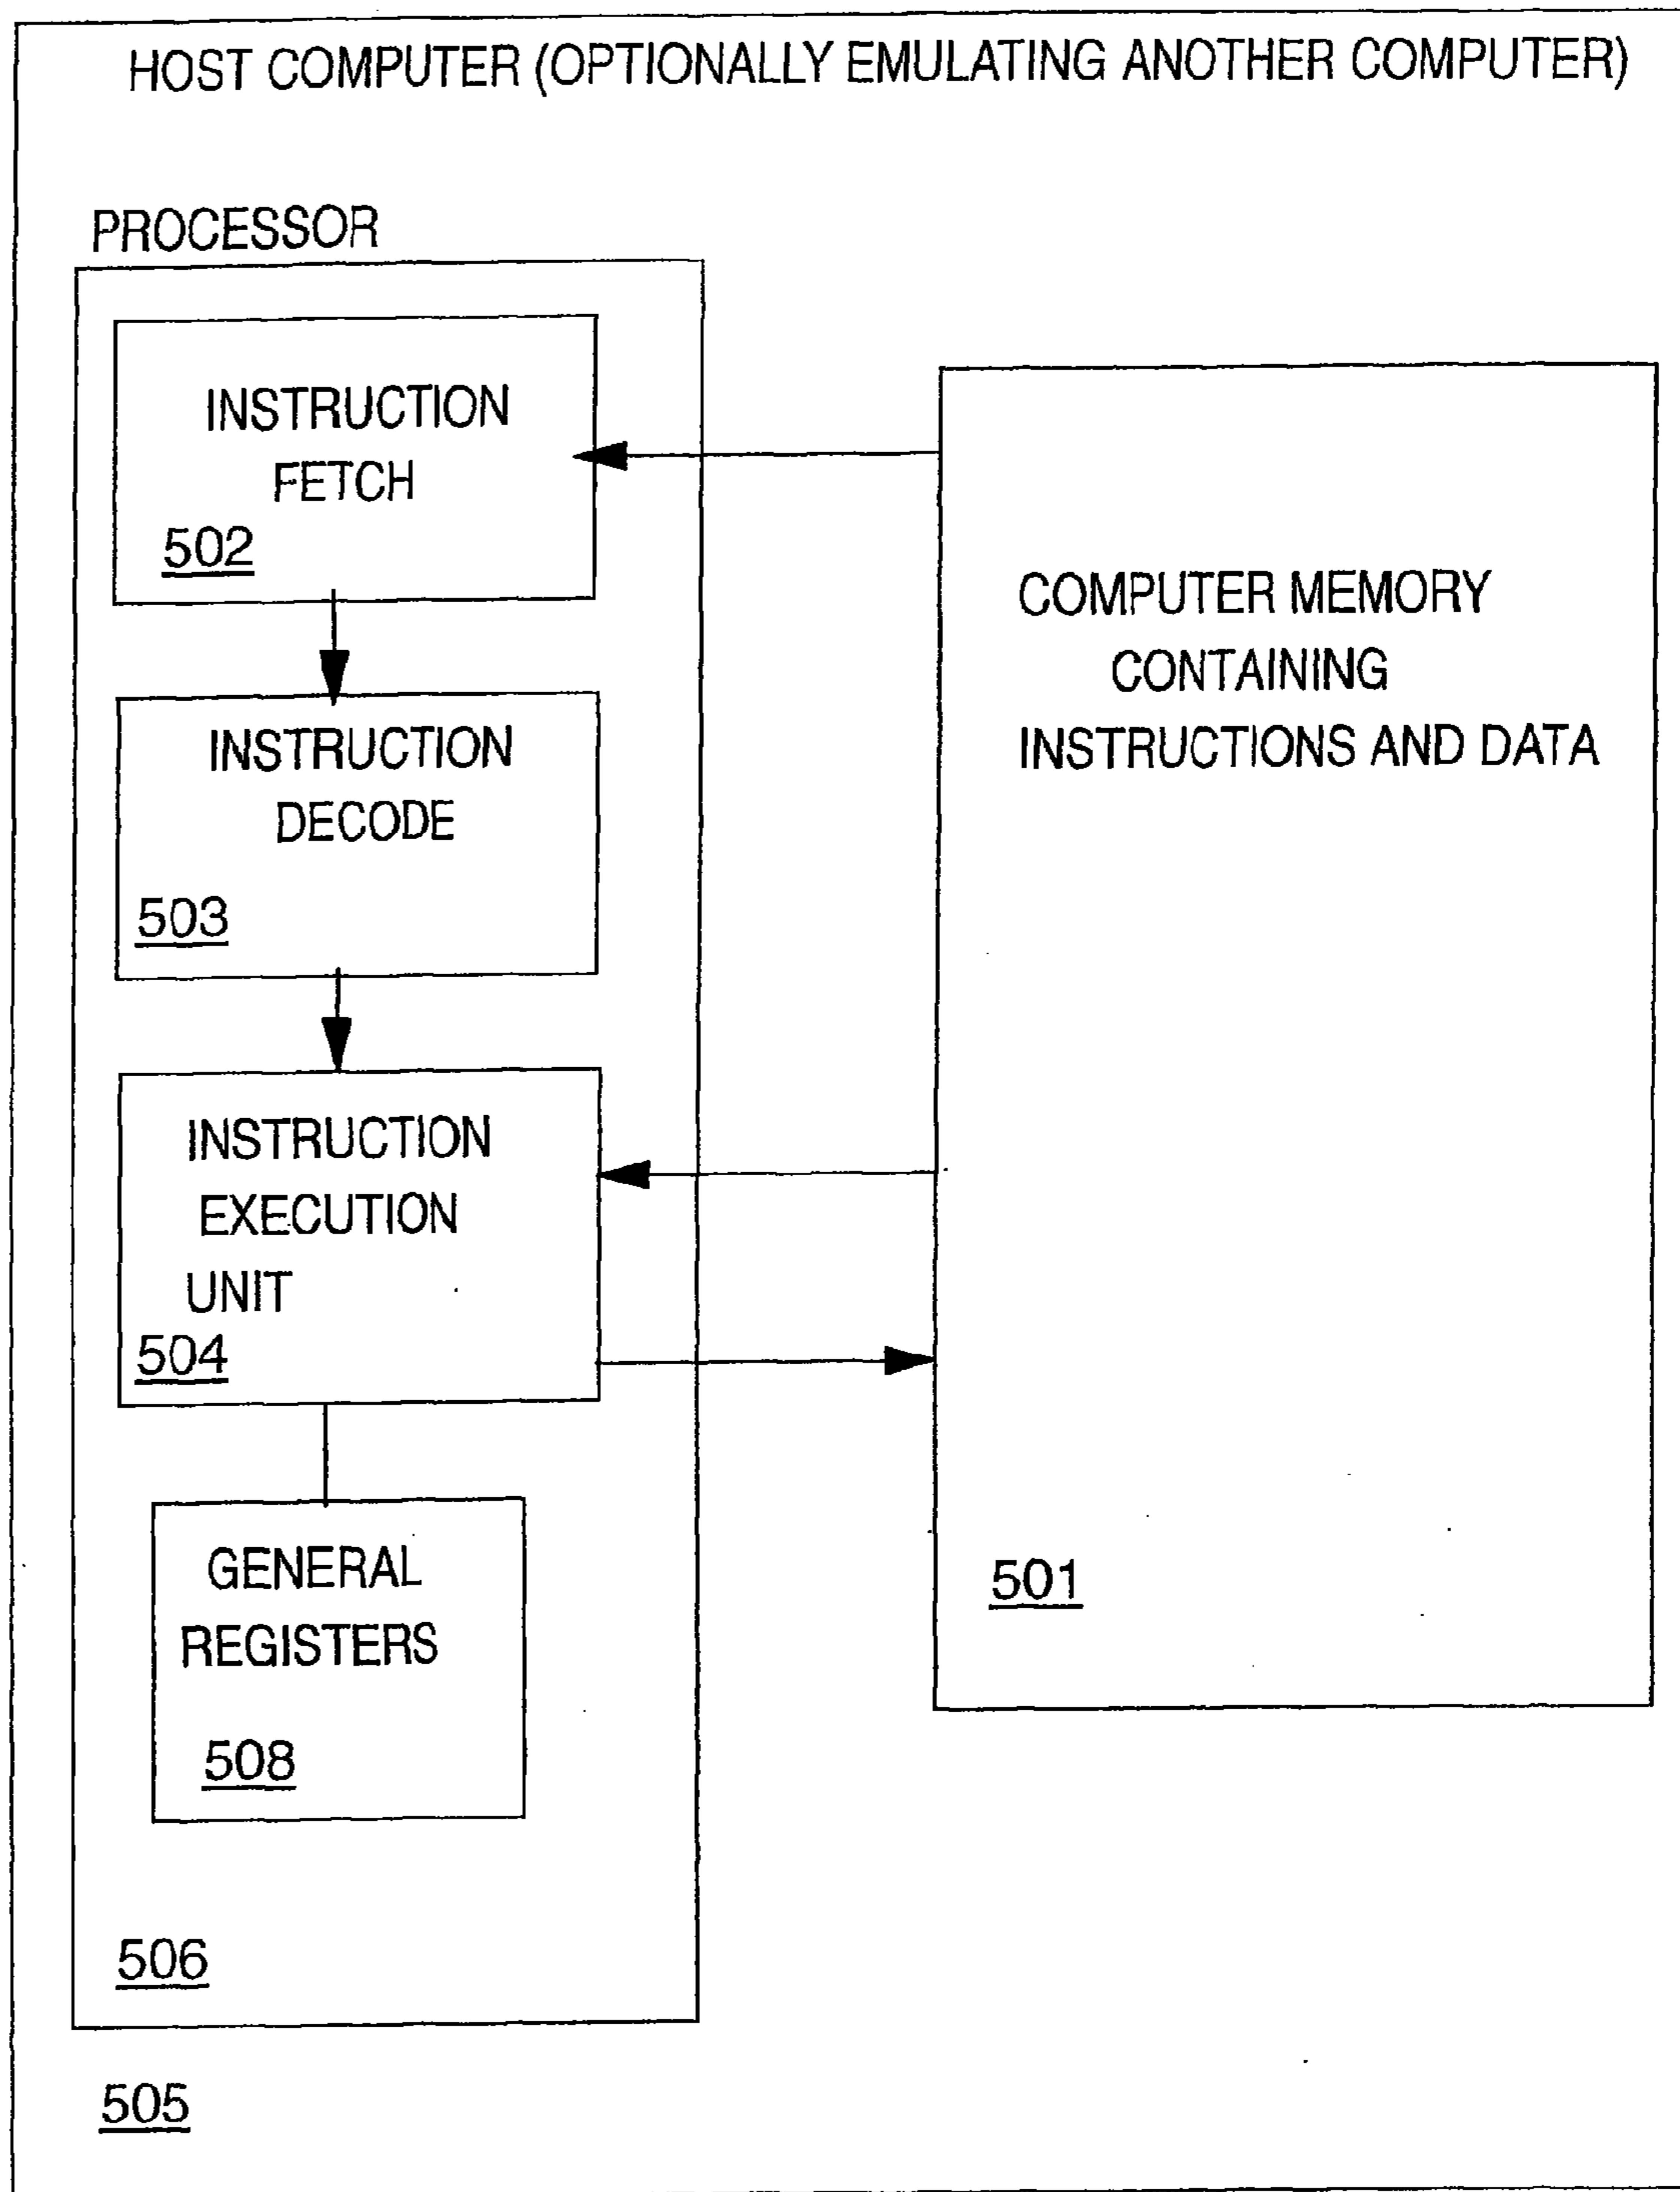 HOST COMPUTER (OPTIONALLY EMULATING ANOTHER COMPUTER)
PROCESSOR
INSTRUCTION
FETCH
502
INSTRUCTION
DECODE
503
INSTRUCTION
EXECUTION
UNIT
504
GENERAL
REGISTERS
508
506
505
COMPUTER MEMORY
CONTAINING
INSTRUCTIONS AND DATA
501